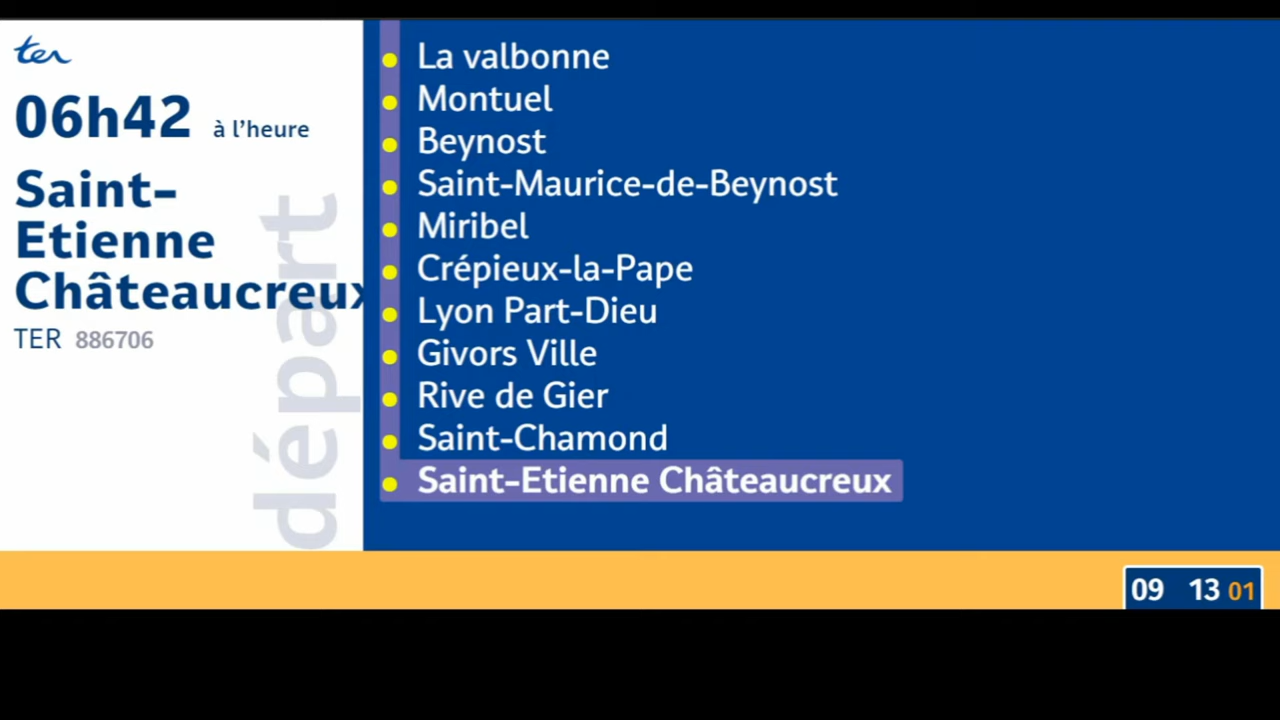 ter
06h42 à l'heure
Saint-
Etienne
Châteaucreux
TER 886706
départ
La valbonne
Montuel
Beynost
Saint-Maurice-de-Beynost
Miribel
Crépieux-la-Pape
Lyon Part-Dieu
Givors Ville
Rive de Gier
Saint-Chamond
Saint-Etienne Châteaucreux
09 13 01